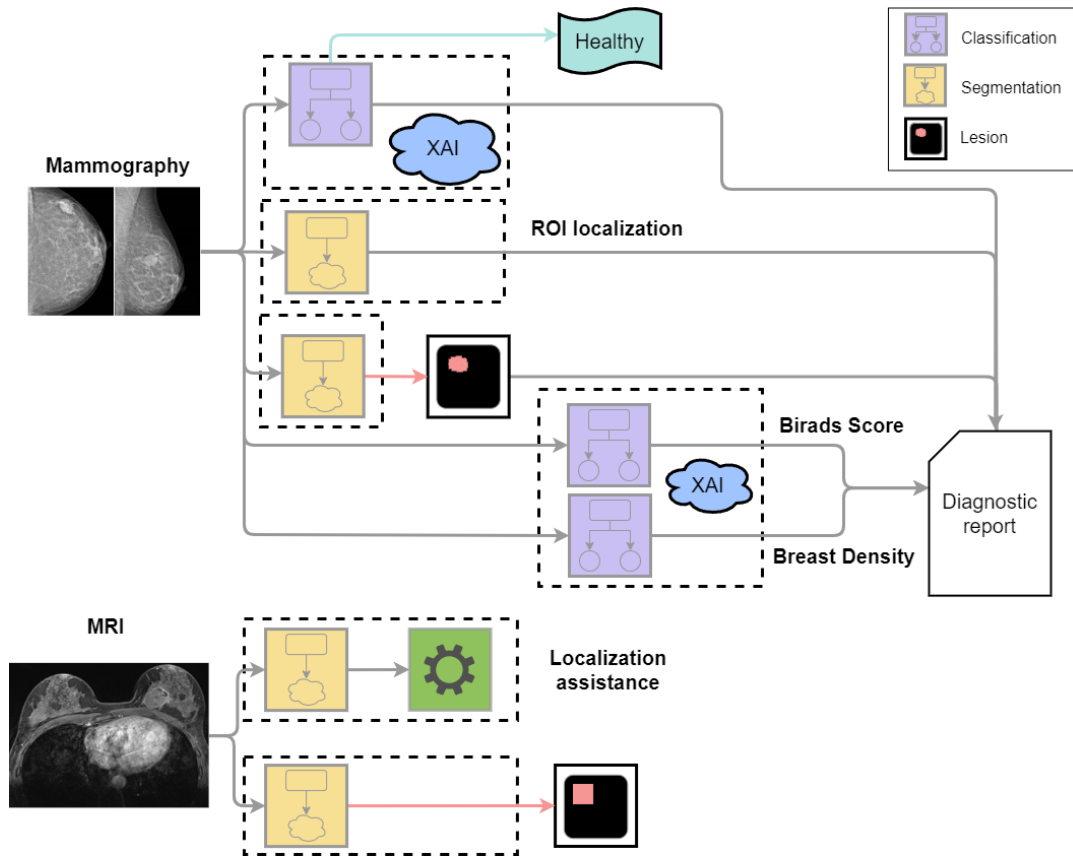 Healthy
Classification
XAI
Segmentation
Lesion
Mammography
ROI localization
Birads Score
XAI
Diagnostic
report
Breast Density
MRI
Localization
assistance